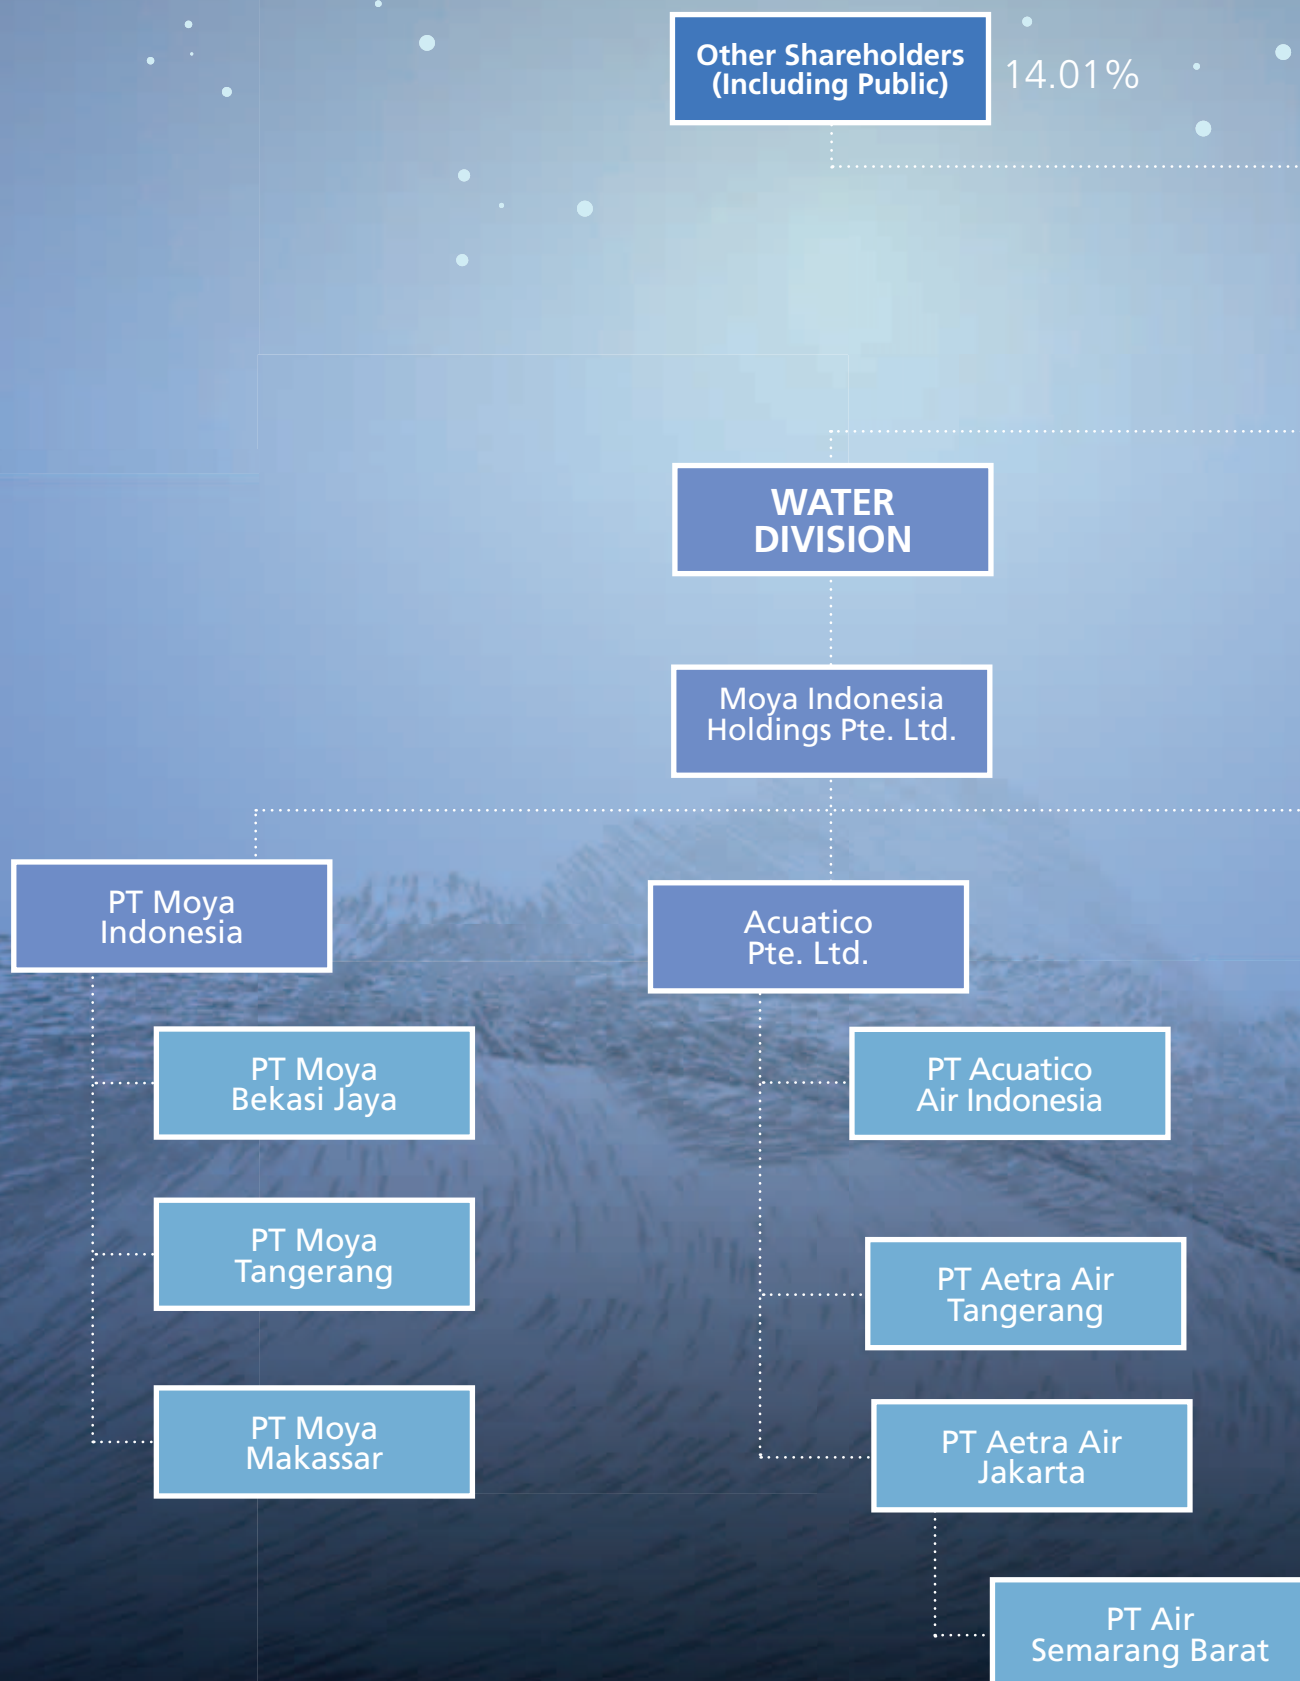 Other Shareholders
(Including Public)
14.01%
WATER
DIVISION
Moya Indonesia
Holdings Pte. Ltd.
PT Moya
Indonesia
Acuatico
Pte. Ltd.
PT Moya
Bekasi Jaya
PT Acuatico
Air Indonesia
PT Moya
Tangerang
PT Aetra Air
Tangerang
PT Moya
Makassar
PT Aetra Air
Jakarta
PT Air
Semarang Barat